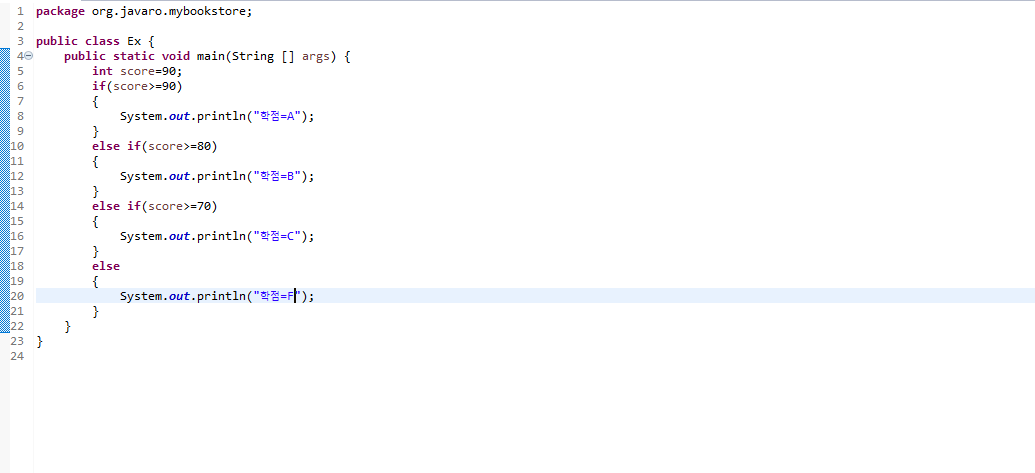 1 package org.javaro.mybookstore;
2
3 public class Ex {
4     public static void main(String [] args) {
5         int score=90;
6         if(score>=90)
7         {
8             System.out.println("학점=A");
9         }
10         else if(score>=80)
11         {
12             System.out.println("학점=B");
13         }
14         else if(score>=70)
15         {
16             System.out.println("학점=C");
17         }
18         else
19         {
20             System.out.println("학점=F");
21         }
22     }
23 }
24